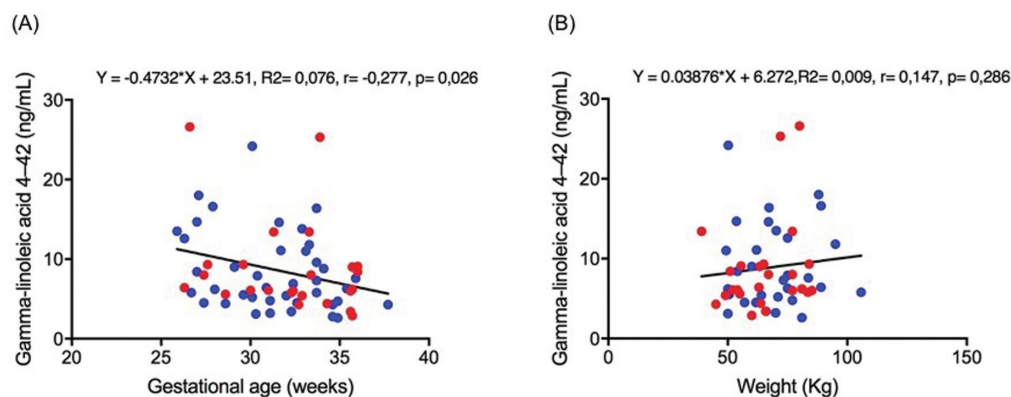 (A)
Y = -0.4732*X + 23.51, R2= 0,076, r= -0,277, p= 0,026
Gamma-linoleic acid 4–42 (ng/mL)
30
20
10
0
20
25
30
35
40
Gestational age (weeks)
(B)
Y = 0.03876*X + 6.272,R2= 0,009, r= 0,147, p= 0,286
Gamma-linoleic acid 4–42 (ng/mL)
30
20
10
0
0
50
100
150
Weight (Kg)